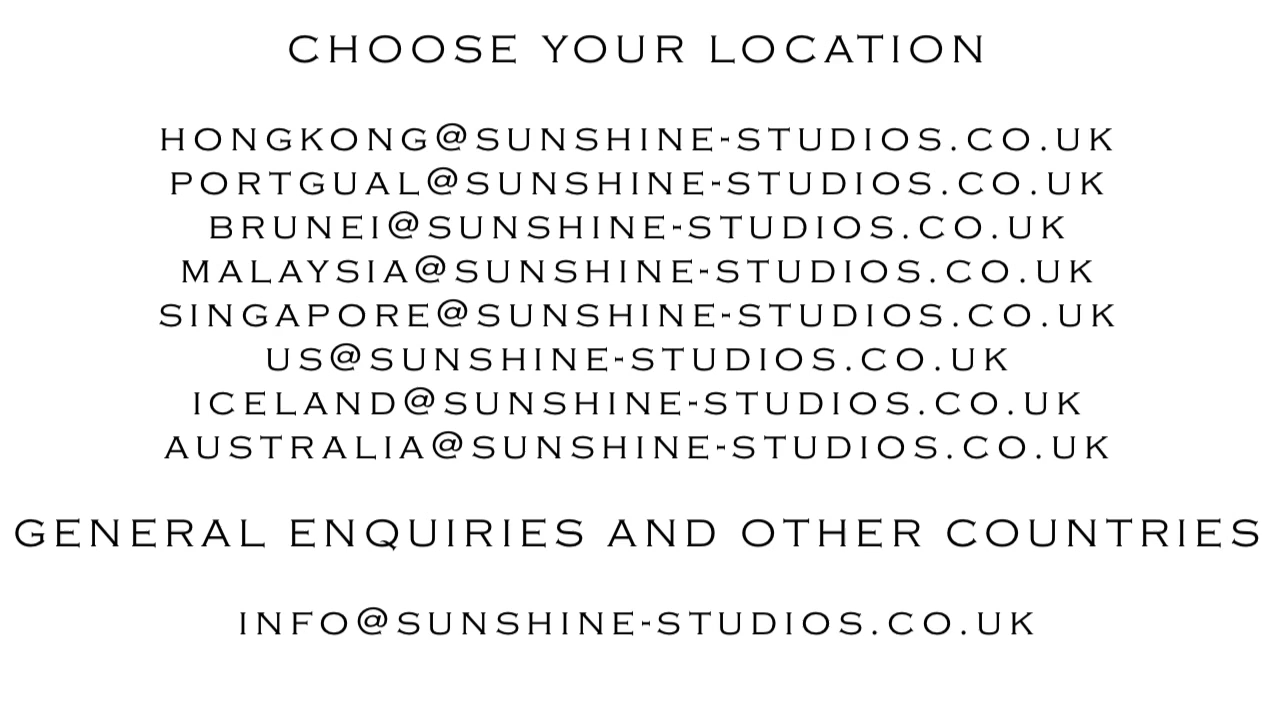 CHOOSE YOUR LOCATION
HONGKONG@SUNSHINE-STUDIOS.CO.UK
PORTGUAL@SUNSHINE-STUDIOS.CO.UK
BRUNEI@SUNSHINE-STUDIOS.CO.UK
MALAYSIA@SUNSHINE-STUDIOS.CO.UK
SINGAPORE@SUNSHINE-STUDIOS.CO.UK
US@SUNSHINE-STUDIOS.CO.UK
ICELAND@SUNSHINE-STUDIOS.CO.UK
AUSTRALIA@SUNSHINE-STUDIOS.CO.UK
GENERAL ENQUIRIES AND OTHER COUNTRIES
INFO@SUNSHINE-STUDIOS.CO.UK